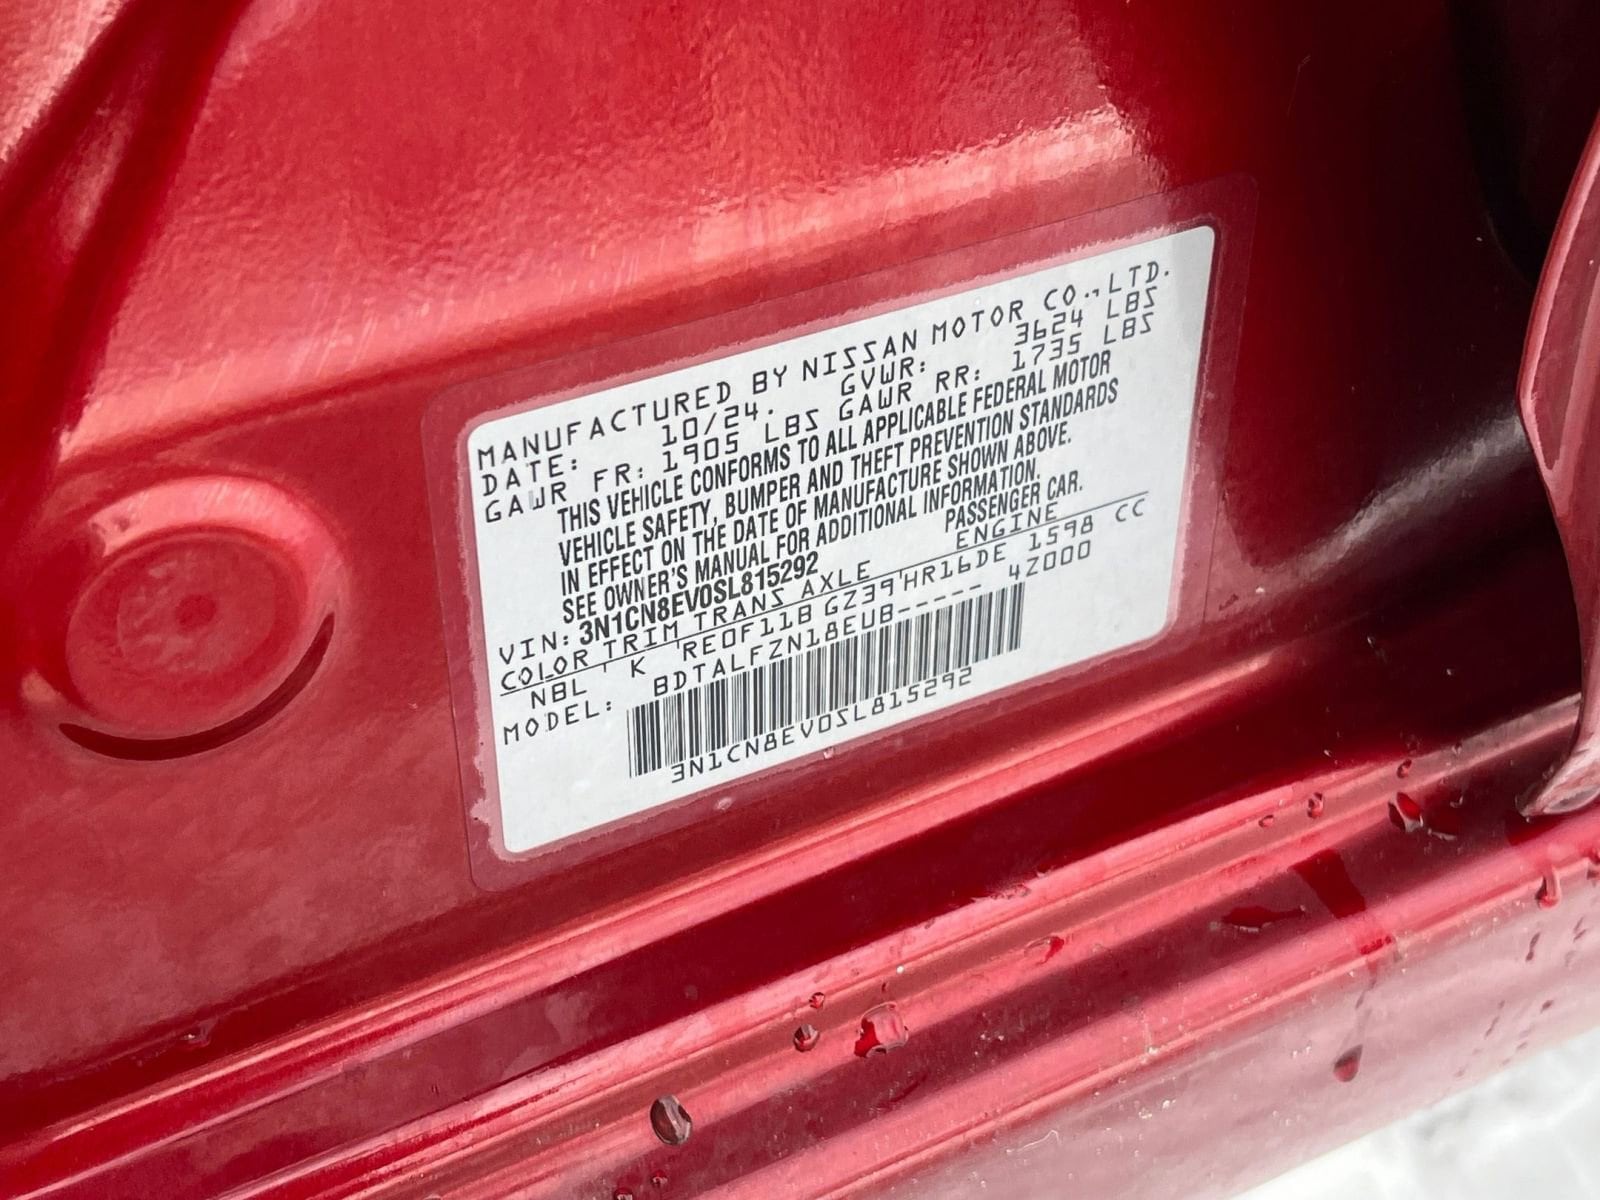 MANUFACTURED BY NISSAN MOTOR CO.,LTD.
DATE: 10/24. GVWR: 3624 LBS
GAWR FR: 1905 LBS GAWR RR: 1735 LBS
THIS VEHICLE CONFORMS TO ALL APPLICABLE FEDERAL MOTOR
VEHICLE SAFETY, BUMPER AND THEFT PREVENTION STANDARDS
IN EFFECT ON THE DATE OF MANUFACTURE SHOWN ABOVE.
SEE OWNER'S MANUAL FOR ADDITIONAL INFORMATION.
VIN: 3N1CN8EV0SL815292 PASSENGER CAR.
COLOR TRIM TRANS AXLE ENGINE
NBL ' K 'RE0F11B GZ39'HR16DE 1598 CC
MODEL: BDTALFZN18EUB----- 4Z000
3N1CN8EV0SL815292